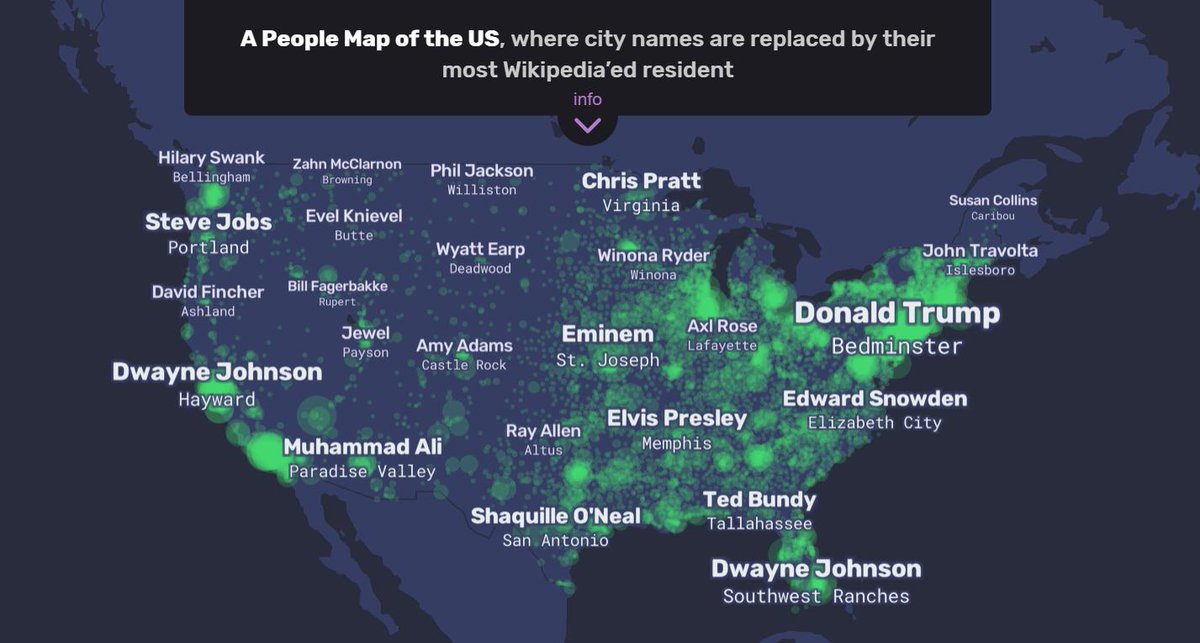 A People Map of the US, where city names are replaced by their
most Wikipedia’ed resident
info
Hilary Swank
Bellingham
Zahn McClarnon
Browning
Phil Jackson
Williston
Chris Pratt
Virginia
Susan Collins
Caribou
Steve Jobs
Portland
Evel Knievel
Butte
Wyatt Earp
Deadwood
Winona Ryder
Winona
John Travolta
Islesboro
David Fincher
Ashland
Bill Fagerbakke
Rupert
Jewel
Payson
Amy Adams
Castle Rock
Eminem
St. Joseph
Axl Rose
Lafayette
Donald Trump
Bedminster
Dwayne Johnson
Hayward
Muhammad Ali
Paradise Valley
Ray Allen
Altus
Elvis Presley
Memphis
Edward Snowden
Elizabeth City
Shaquille O'Neal
San Antonio
Ted Bundy
Tallahassee
Dwayne Johnson
Southwest Ranches